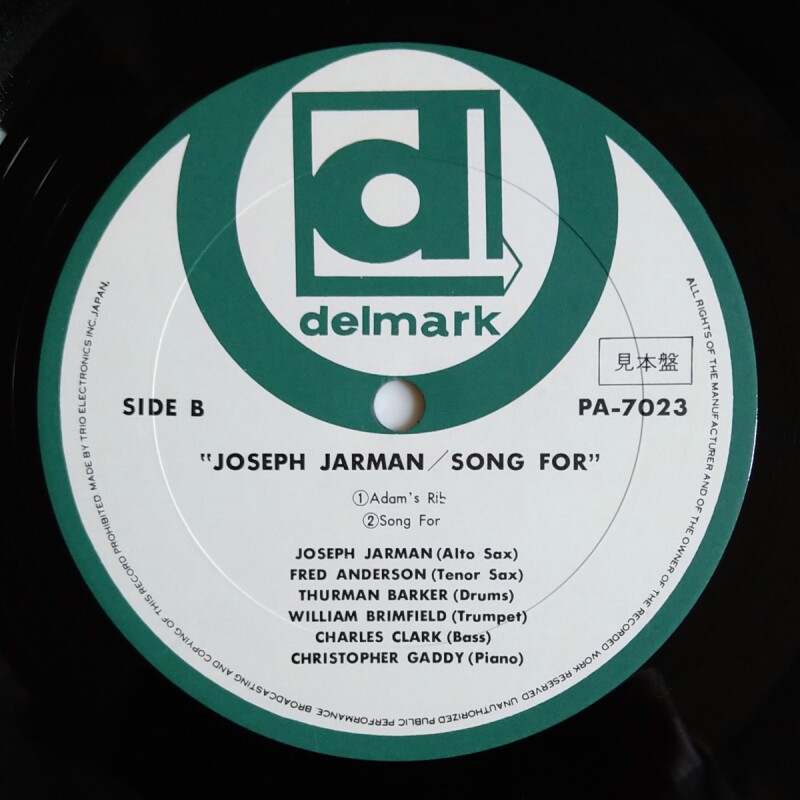 delmark
見本盤
SIDE B
PA-7023
"JOSEPH JARMAN/SONG FOR"
①Adam's Rib
②Song For
JOSEPH JARMAN (Alto Sax)
FRED ANDERSON (Tenor Sax)
THURMAN BARKER (Drums)
WILLIAM BRIMFIELD (Trumpet)
CHARLES CLARK (Bass)
CHRISTOPHER GADDY (Piano)
ALL RIGHTS OF THE MANUFACTURER AND OF THE OWNER OF THE RECORDED WORK RESERVED UNAUTHORIZED PUBLIC PERFORMANCE BROADCASTING AND COPYING OF THIS RECORD PROHIBITED MADE BY TRIO ELECTRONICS INC. JAPAN.